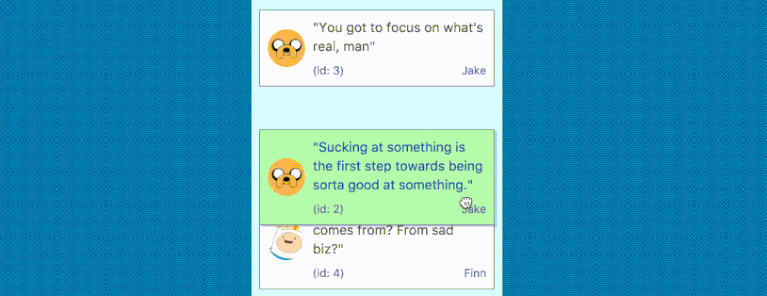 "You got to focus on what's
real, man"
(id: 3) Jake
"Sucking at something is
the first step towards being
sorta good at something."
(id: 2) Jake
comes from? From sad
biz?"
(id: 4) Finn